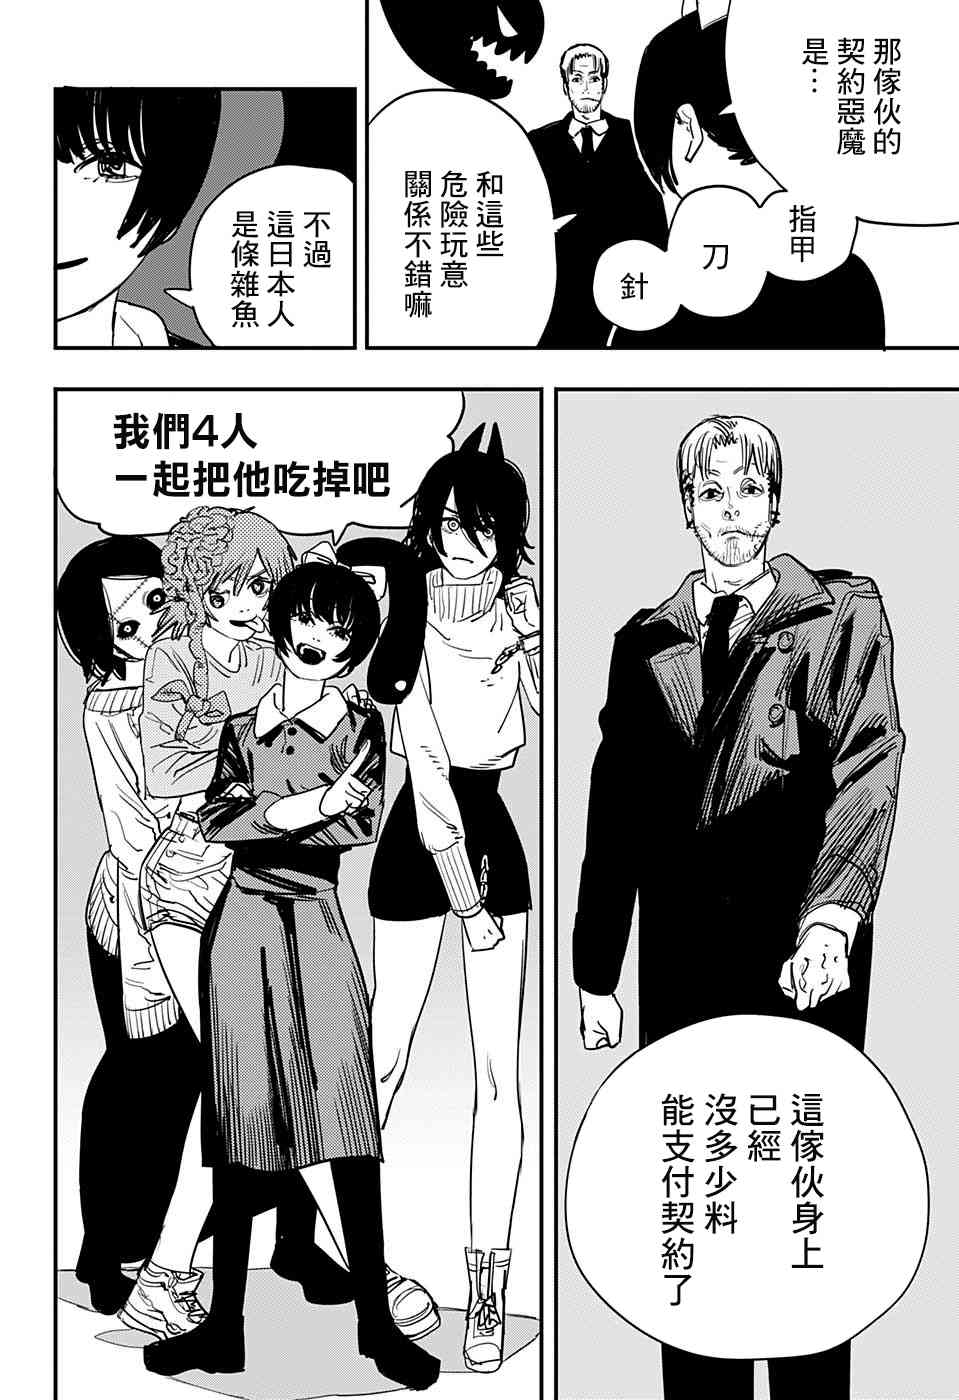 那傢伙的
契約惡魔
是…
指甲
刀
針
和這些
危險玩意
關係不錯嘛
不過
這日本人
是條雜魚
這傢伙身上
已經
沒多少料
能支付契約了
我們4人
一起把他吃掉吧